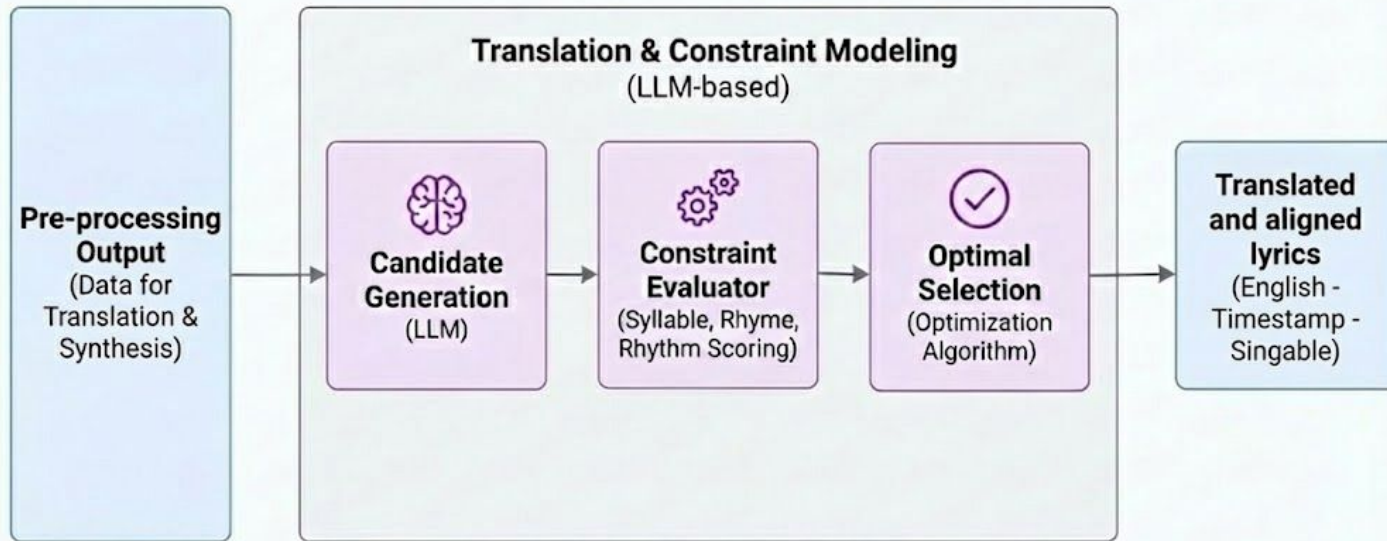 Pre-processing
Output
(Data for
Translation &
Synthesis)
Translation & Constraint Modeling
(LLM-based)
Candidate
Generation
(LLM)
Constraint
Evaluator
(Syllable, Rhyme,
Rhythm Scoring)
Optimal
Selection
(Optimization
Algorithm)
Translated
and aligned
lyrics
(English -
Timestamp -
Singable)